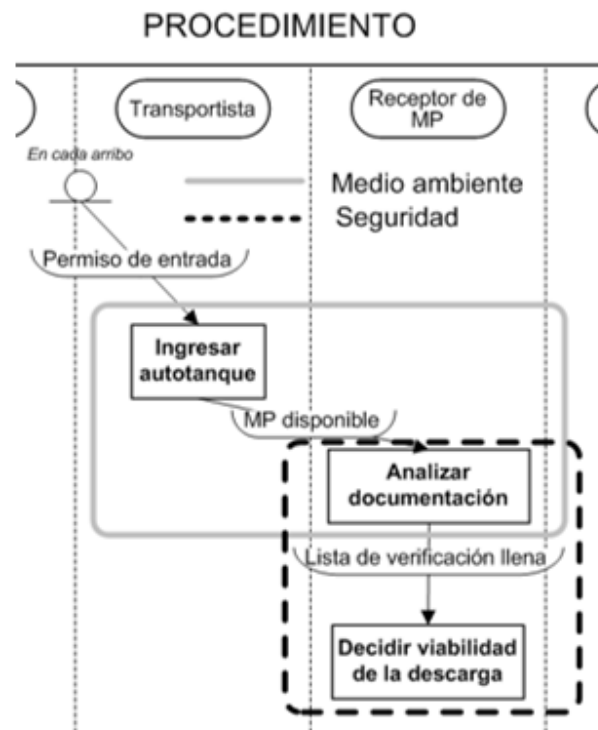 PROCEDIMIENTO
Transportista
Receptor de
MP
En cada arribo
Medio ambiente
Seguridad
Permiso de entrada
Ingresar
autotanque
MP disponible
Analizar
documentación
Lista de verificación llena
Decidir viabilidad
de la descarga